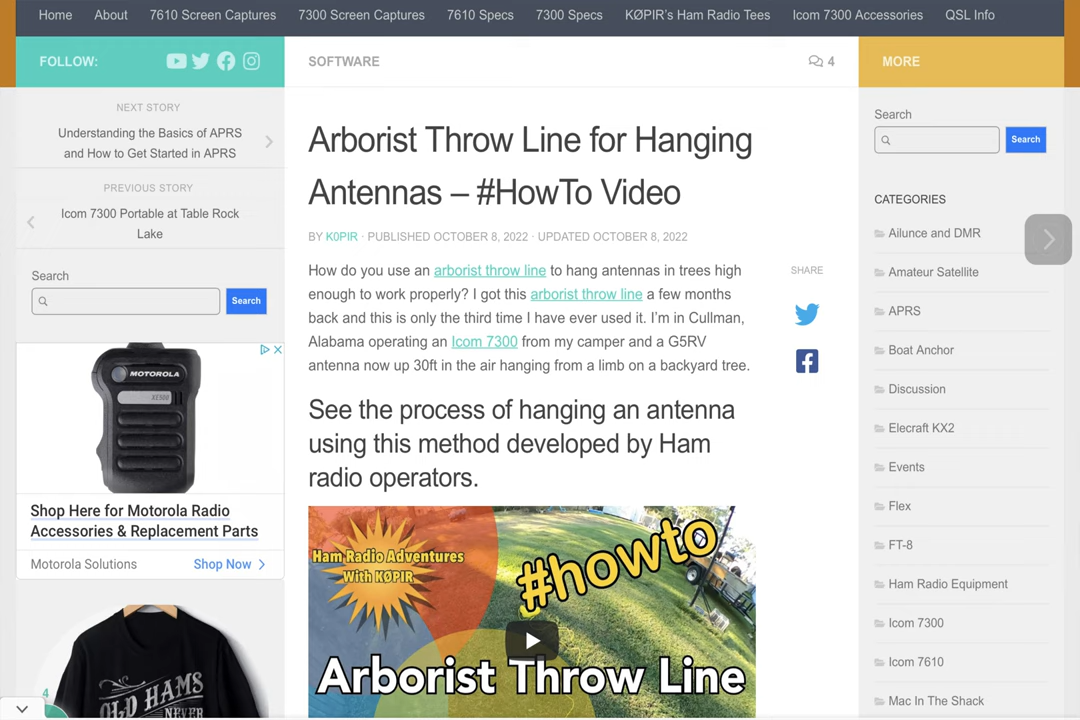 Home About 7610 Screen Captures 7300 Screen Captures 7610 Specs 7300 Specs KØPIR's Ham Radio Tees Icom 7300 Accessories QSL Info
FOLLOW:
NEXT STORY
Understanding the Basics of APRS
and How to Get Started in APRS
PREVIOUS STORY
Icom 7300 Portable at Table Rock
Lake
Search
Search
MOTOROLA
XE500
Shop Here for Motorola Radio
Accessories & Replacement Parts
Motorola Solutions Shop Now
4
OLD HAMS
NEVER
SOFTWARE 4
Arborist Throw Line for Hanging
Antennas – #HowTo Video
BY K0PIR · PUBLISHED OCTOBER 8, 2022 · UPDATED OCTOBER 8, 2022
How do you use an arborist throw line to hang antennas in trees high
enough to work properly? I got this arborist throw line a few months
back and this is only the third time I have ever used it. I'm in Cullman,
Alabama operating an Icom 7300 from my camper and a G5RV
antenna now up 30ft in the air hanging from a limb on a backyard tree.
SHARE
See the process of hanging an antenna
using this method developed by Ham
radio operators.
Ham Radio Adventures
With KØPIR
#howto
Arborist Throw Line
MORE
Search
Search
CATEGORIES
Ailunce and DMR
Amateur Satellite
APRS
Boat Anchor
Discussion
Elecraft KX2
Events
Flex
FT-8
Ham Radio Equipment
Icom 7300
Icom 7610
Mac In The Shack